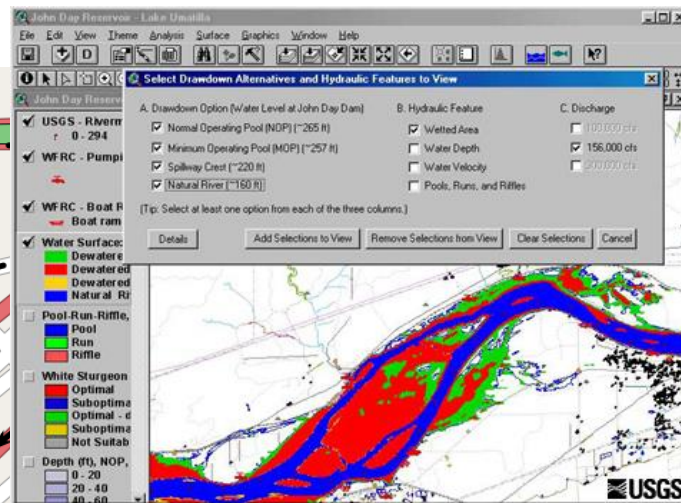 John Day Reservoir - Lake Umatilla
File Edit View Theme Analysis Surface Graphics Window Help
Select Drawdown Alternatives and Hydraulic Features to View
A. Drawdown Option (Water Level at John Day Dam)
B. Hydraulic Feature
C. Discharge
Normal Operating Pool (NOP) (~265 ft)
Wetted Area
100,000 cfs
Minimum Operating Pool (MOP) (~257 ft)
Water Depth
156,000 cfs
Spillway Crest (~220 ft)
Water Velocity
300,000 cfs
Natural River (~160 ft)
Pools, Runs, and Riffles
(Tip: Select at least one option from each of the three columns.)
Details
Add Selections to View
Remove Selections from View
Clear Selections
Cancel
John Day Reserv
USGS - Riverm
0 - 294
WFRC - Pumpi
WFRC - Boat R
Boat ram
Water Surface:
Dewatere
Dewatered
Dewatered
Natural Ri
Pool-Run-Riffle,
Pool
Run
Riffle
White Sturgeon
Optimal
Suboptima
Optimal - d
Suboptima
Not Suitab
Depth (ft), NOP,
0 - 20
20 - 40
40 - 60
USGS